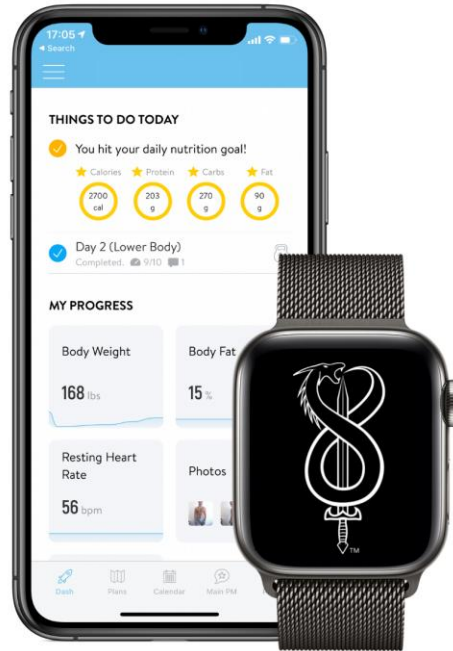 17:05
Search
THINGS TO DO TODAY
You hit your daily nutrition goal!
Calories Protein Carbs Fat
2700 203 270 90
cal g g g
Day 2 (Lower Body)
Completed. 9/10 1
MY PROGRESS
Body Weight Body Fat
168 lbs 15 %
Resting Heart Photos
Rate
56 bpm
TM
Dash Plans Calendar Main PM